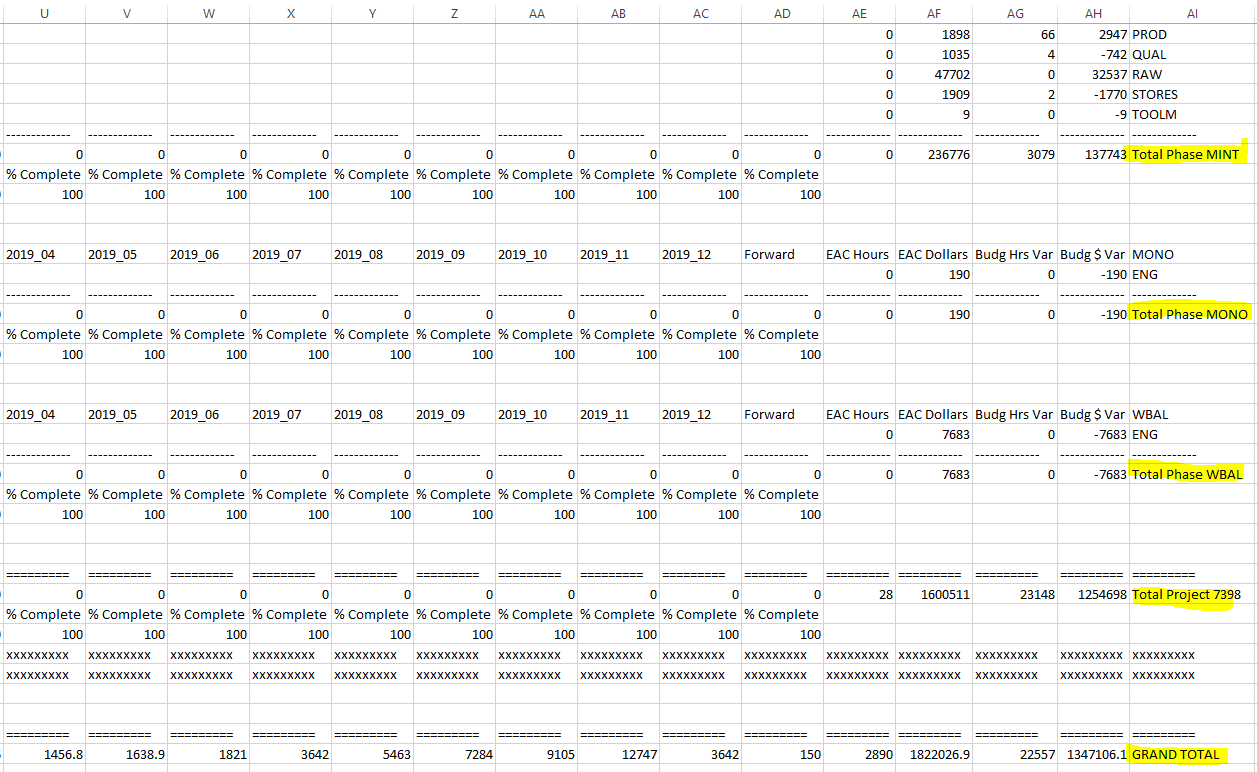 U V W X Y Z AA AB AC AD AE AF AG AH AI
0 1898 66 2947 PROD
0 1035 4 -742 QUAL
0 47702 0 32537 RAW
0 1909 2 -1770 STORES
0 9 0 -9 TOOLM
------------- ------------- ------------- ------------- ------------- ------------- ------------- ------------- ------------- ------------- ------------- ------------- ------------- ------------- -------------
0 0 0 0 0 0 0 0 0 0 0 236776 3079 137743 Total Phase MINT
% Complete % Complete % Complete % Complete % Complete % Complete % Complete % Complete % Complete % Complete
100 100 100 100 100 100 100 100 100 100
2019_04 2019_05 2019_06 2019_07 2019_08 2019_09 2019_10 2019_11 2019_12 Forward EAC Hours EAC Dollars Budg Hrs Var Budg $ Var MONO
0 190 0 -190 ENG
------------- ------------- ------------- ------------- ------------- ------------- ------------- ------------- ------------- ------------- ------------- ------------- ------------- ------------- -------------
0 0 0 0 0 0 0 0 0 0 0 190 0 -190 Total Phase MONO
% Complete % Complete % Complete % Complete % Complete % Complete % Complete % Complete % Complete % Complete
100 100 100 100 100 100 100 100 100 100
2019_04 2019_05 2019_06 2019_07 2019_08 2019_09 2019_10 2019_11 2019_12 Forward EAC Hours EAC Dollars Budg Hrs Var Budg $ Var WBAL
0 7683 0 -7683 ENG
------------- ------------- ------------- ------------- ------------- ------------- ------------- ------------- ------------- ------------- ------------- ------------- ------------- ------------- -------------
0 0 0 0 0 0 0 0 0 0 0 7683 0 -7683 Total Phase WBAL
% Complete % Complete % Complete % Complete % Complete % Complete % Complete % Complete % Complete % Complete
100 100 100 100 100 100 100 100 100 100
========= ========= ========= ========= ========= ========= ========= ========= ========= ========= ========= ========= ========= ========= =========
0 0 0 0 0 0 0 0 0 0 28 1600511 23148 1254698 Total Project 7398
% Complete % Complete % Complete % Complete % Complete % Complete % Complete % Complete % Complete % Complete
100 100 100 100 100 100 100 100 100 100
xxxxxxxxx xxxxxxxxx xxxxxxxxx xxxxxxxxx xxxxxxxxx xxxxxxxxx xxxxxxxxx xxxxxxxxx xxxxxxxxx xxxxxxxxx xxxxxxxxx xxxxxxxxx xxxxxxxxx xxxxxxxxx xxxxxxxxx
xxxxxxxxx xxxxxxxxx xxxxxxxxx xxxxxxxxx xxxxxxxxx xxxxxxxxx xxxxxxxxx xxxxxxxxx xxxxxxxxx xxxxxxxxx xxxxxxxxx xxxxxxxxx xxxxxxxxx xxxxxxxxx xxxxxxxxx
========= ========= ========= ========= ========= ========= ========= ========= ========= ========= ========= ========= ========= ========= =========
1456.8 1638.9 1821 3642 5463 7284 9105 12747 3642 150 2890 1822026.9 22557 1347106.1 GRAND TOTAL